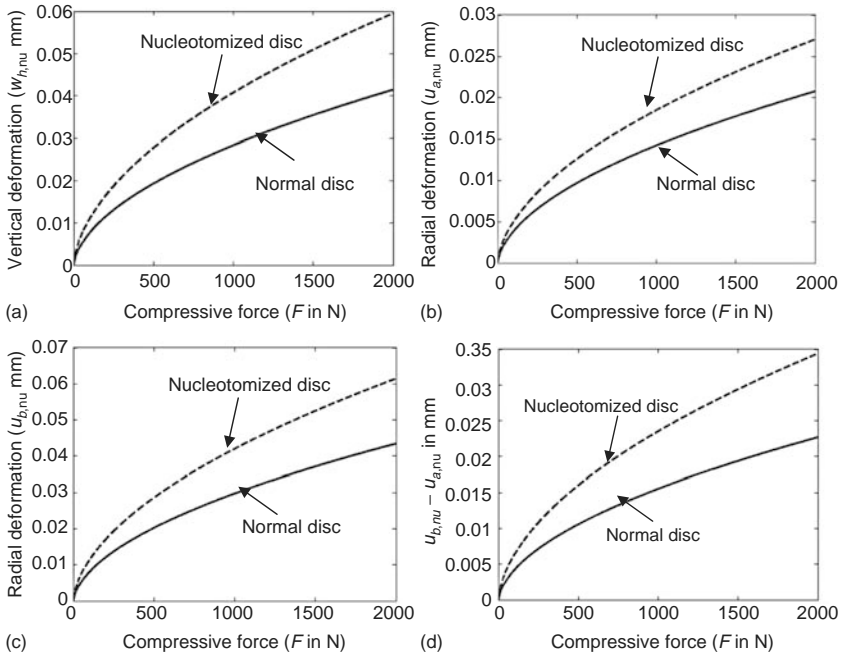 0.06
0.05
0.04
0.03
0.02
0.01
0
Vertical deformation (w_h,nu mm)
Nucleotomized disc
Normal disc
0 500 1000 1500 2000
(a) Compressive force (F in N)
0.03
0.025
0.02
0.015
0.01
0.005
0
Radial deformation (u_a,nu mm)
Nucleotomized disc
Normal disc
0 500 1000 1500 2000
(b) Compressive force (F in N)
0.07
0.06
0.05
0.04
0.03
0.02
0.01
0
Radial deformation (u_b,nu mm)
Nucleotomized disc
Normal disc
0 500 1000 1500 2000
(c) Compressive force (F in N)
0.35
0.03
0.025
0.02
0.015
0.01
0.005
0
u_b,nu – u_a,nu in mm
Nucleotomized disc
Normal disc
0 500 1000 1500 2000
(d) Compressive force (F in N)